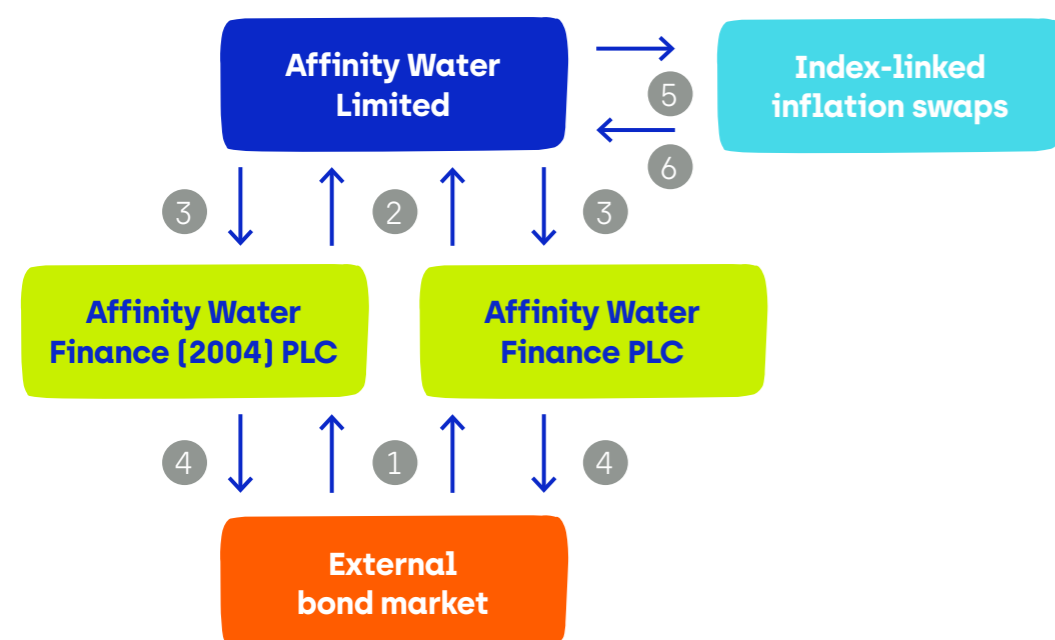 Affinity Water
Limited
5
6
Index-linked
inflation swaps
3
2
3
Affinity Water
Finance (2004) PLC
Affinity Water
Finance PLC
4
1
4
External
bond market